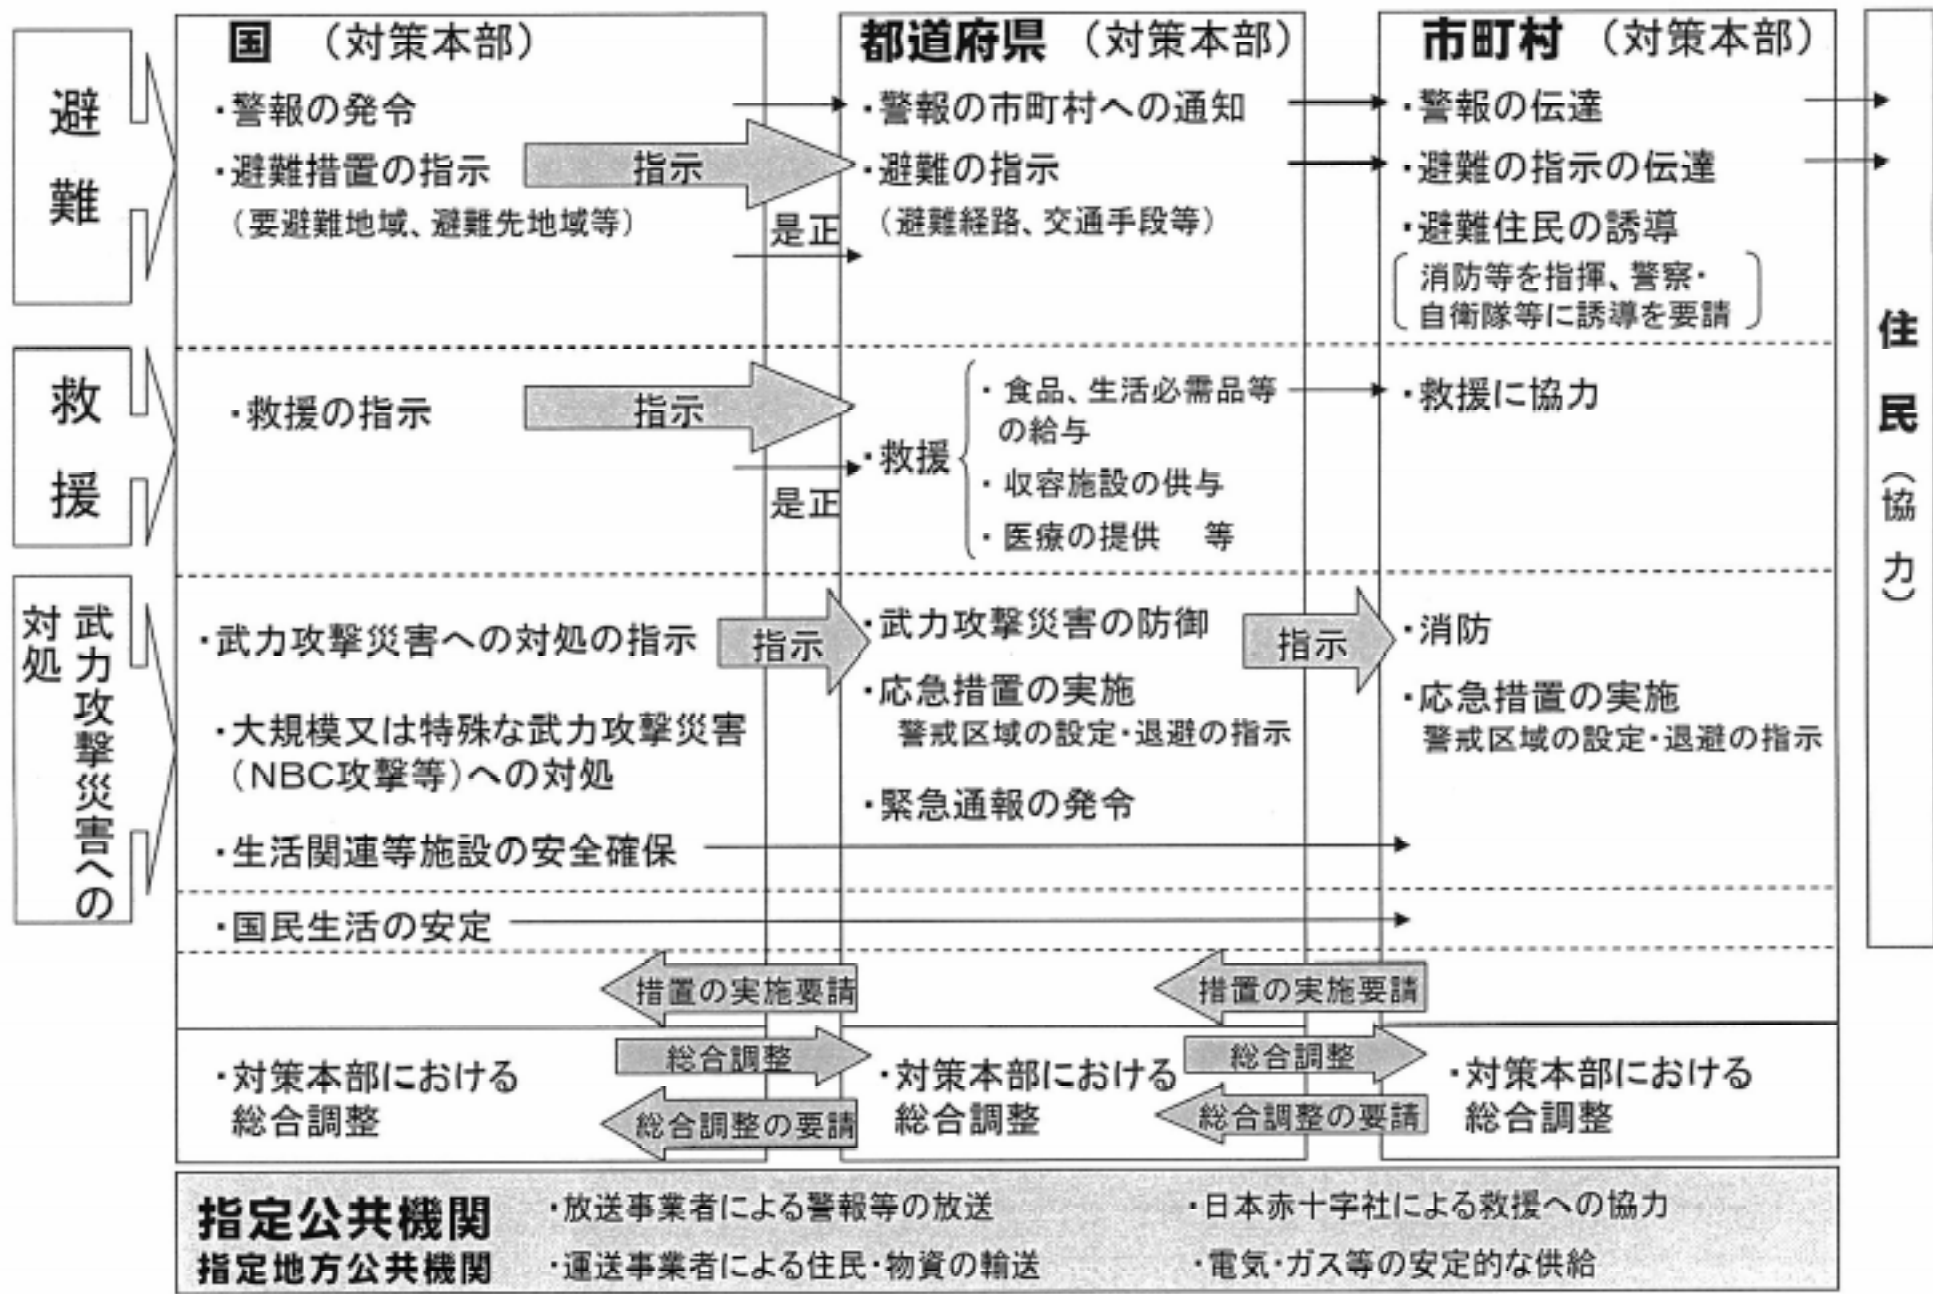 国 （対策本部）
都道府県 （対策本部）
市町村 （対策本部）
避難
・警報の発令
・警報の市町村への通知
・警報の伝達
・避難措置の指示
指示
・避難の指示
・避難の指示の伝達
（要避難地域、避難先地域等）
是正
（避難経路、交通手段等）
・避難住民の誘導
消防等を指揮、警察・
自衛隊等に誘導を要請
住民（協力）
救援
・救援の指示
指示
是正
・救援
・食品、生活必需品等
の給与
・収容施設の供与
・医療の提供 等
・救援に協力
武力攻撃災害への
対処
・武力攻撃災害への対処の指示
指示
・武力攻撃災害の防御
指示
・消防
・応急措置の実施
警戒区域の設定・退避の指示
・応急措置の実施
警戒区域の設定・退避の指示
・大規模又は特殊な武力攻撃災害
（NBC攻撃等）への対処
・緊急通報の発令
・生活関連等施設の安全確保
・国民生活の安定
措置の実施要請
措置の実施要請
・対策本部における
総合調整
総合調整
総合調整の要請
・対策本部における
総合調整
総合調整
総合調整の要請
・対策本部における
総合調整
指定公共機関
指定地方公共機関
・放送事業者による警報等の放送
・日本赤十字社による救援への協力
・運送事業者による住民・物資の輸送
・電気・ガス等の安定的な供給